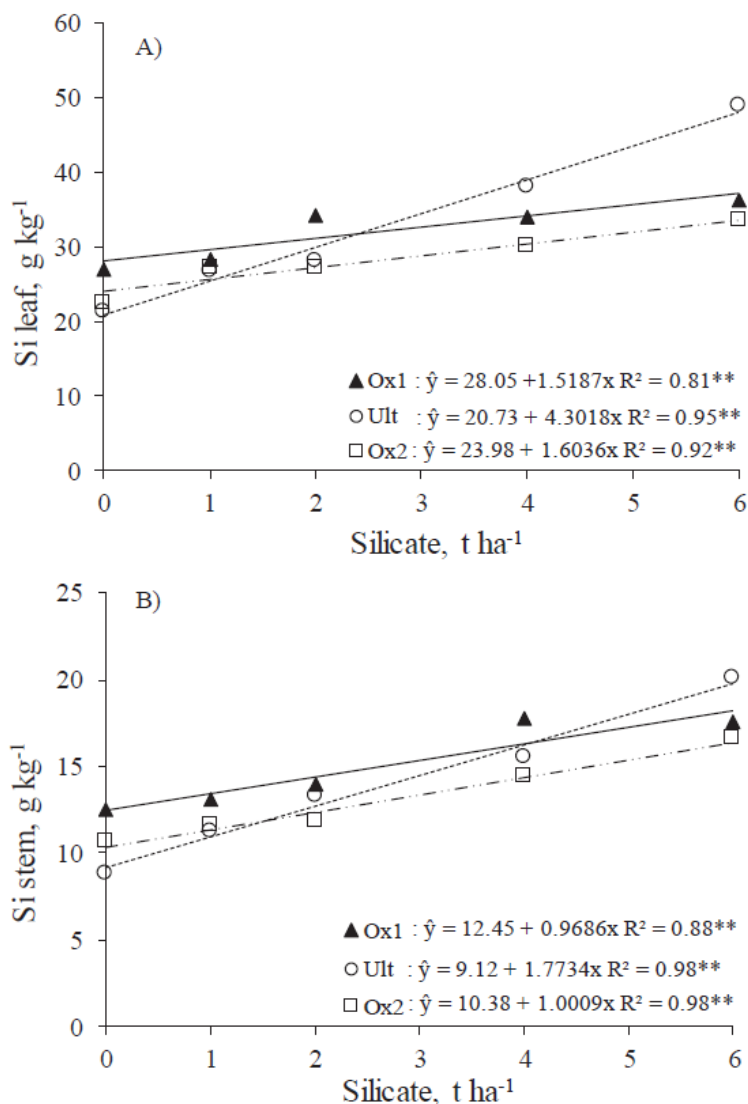 60
A)
50
40
30
20
10
0
Si leaf, g kg⁻¹
▲ Ox1 : ŷ = 28.05 +1.5187x R² = 0.81**
○ Ult : ŷ = 20.73 + 4.3018x R² = 0.95**
□ Ox2 : ŷ = 23.98 + 1.6036x R² = 0.92**
0 1 2 3 4 5 6
Silicate, t ha⁻¹
25
B)
20
15
10
5
0
Si stem, g kg⁻¹
▲ Ox1 : ŷ = 12.45 + 0.9686x R² = 0.88**
○ Ult : ŷ = 9.12 + 1.7734x R² = 0.98**
□ Ox2 : ŷ = 10.38 + 1.0009x R² = 0.98**
0 1 2 3 4 5 6
Silicate, t ha⁻¹